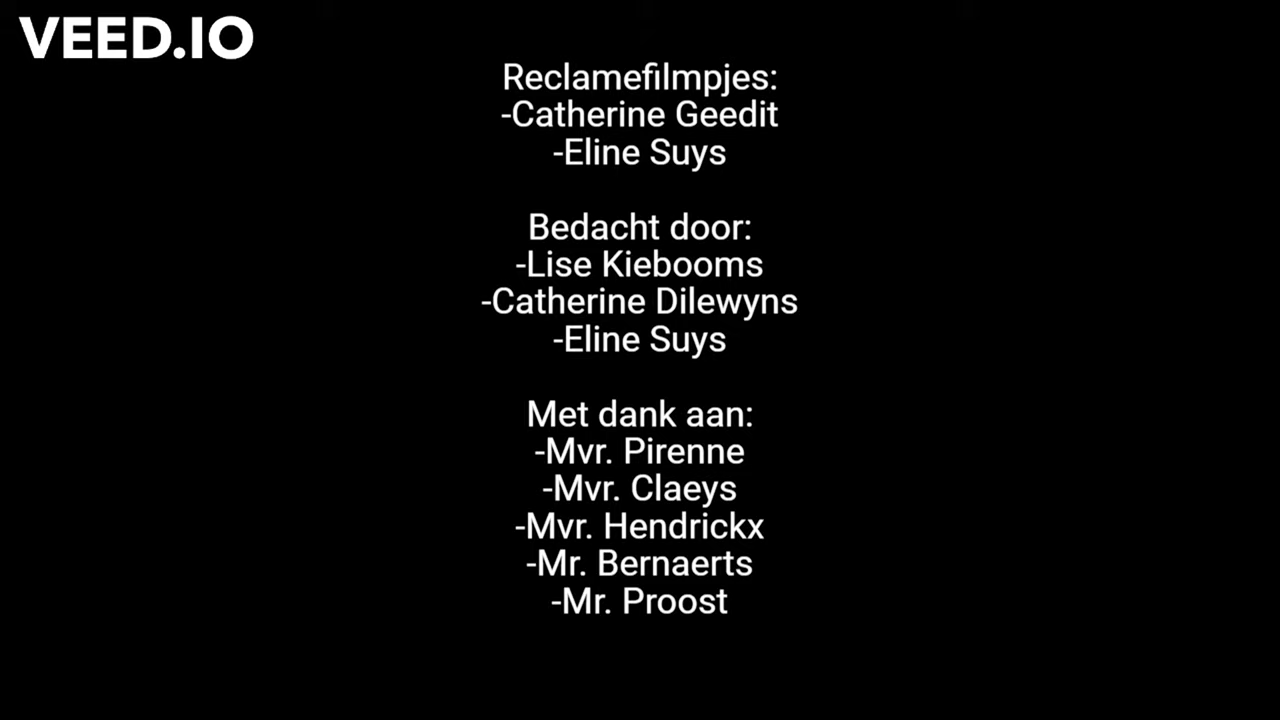 VEED.IO
Reclamefilmpjes:
-Catherine Geedit
-Eline Suys
Bedacht door:
-Lise Kiebooms
-Catherine Dilewyns
-Eline Suys
Met dank aan:
-Mvr. Pirenne
-Mvr. Claeys
-Mvr. Hendrickx
-Mr. Bernaerts
-Mr. Proost